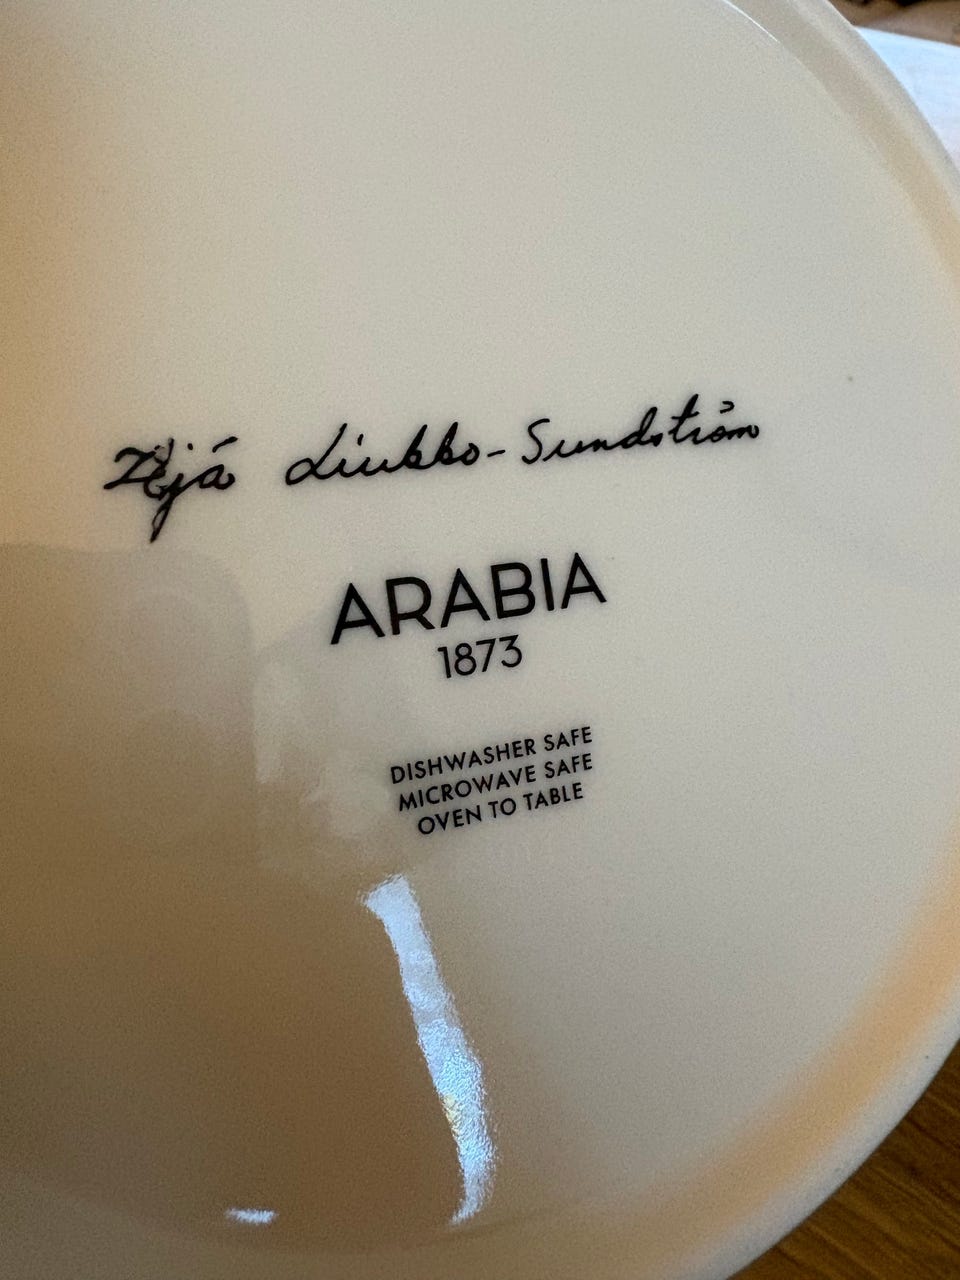 Heljä Liukko-Sundström
ARABIA
1873
DISHWASHER SAFE
MICROWAVE SAFE
OVEN TO TABLE